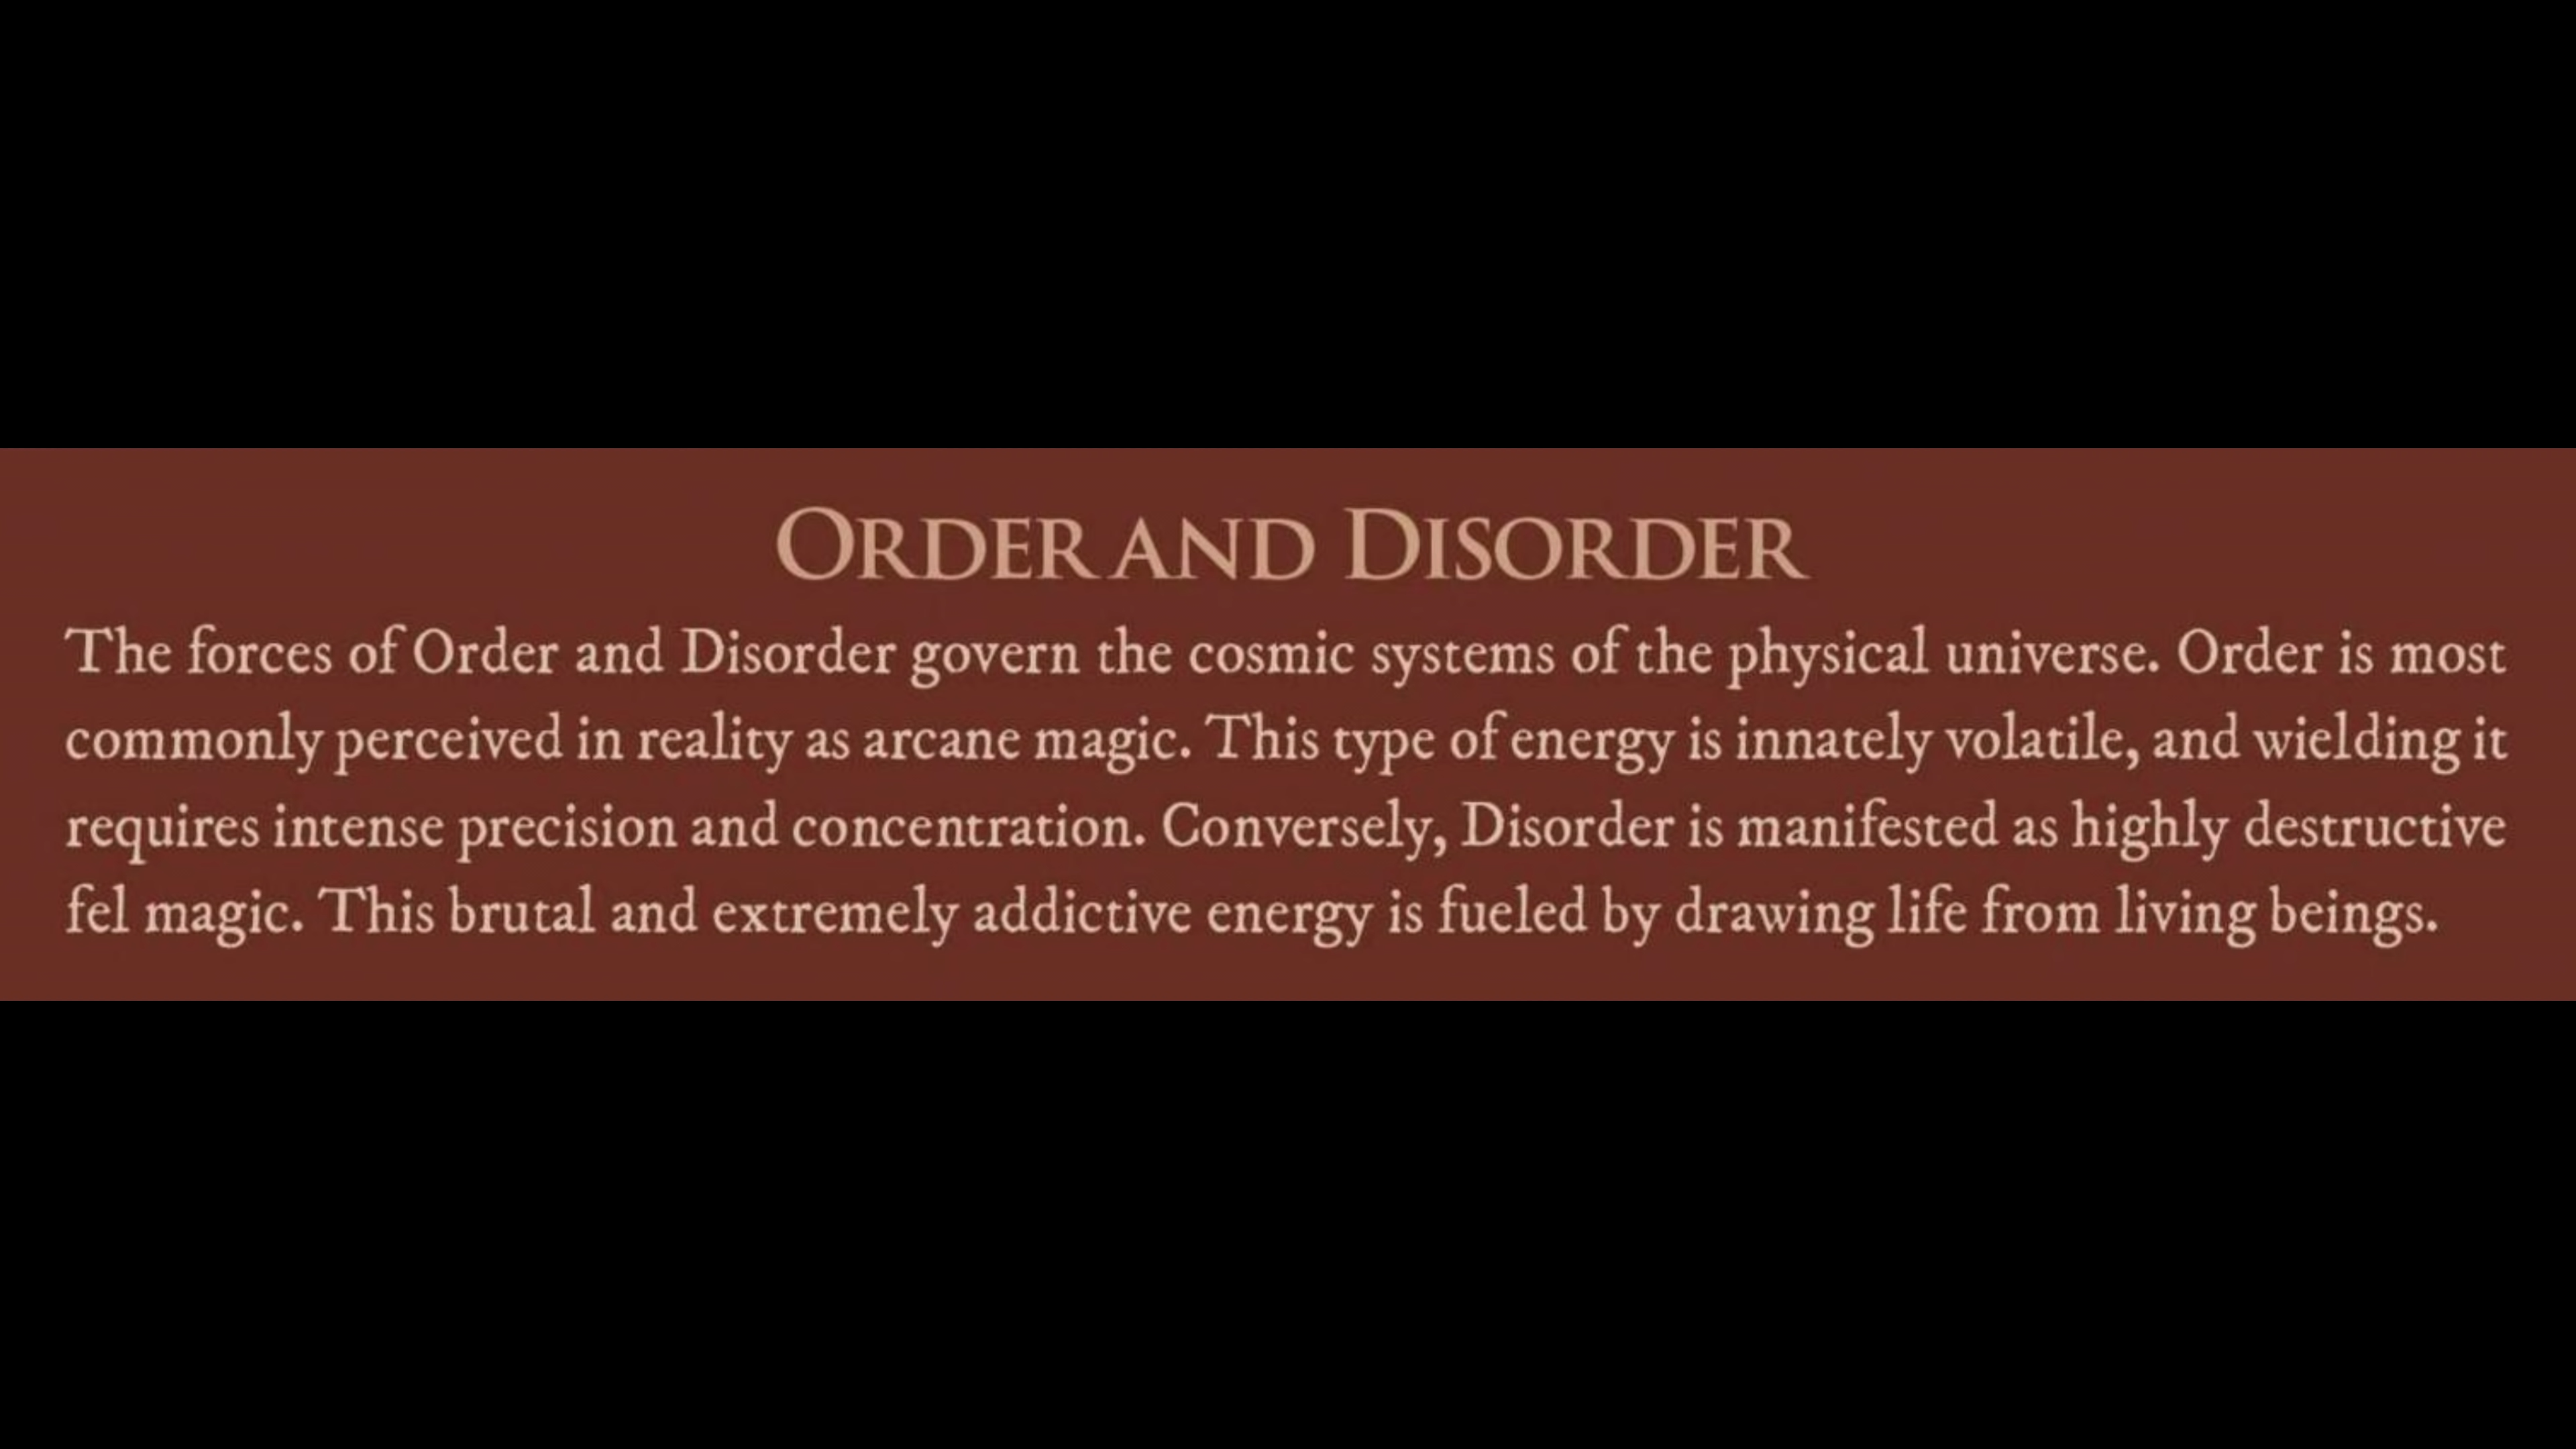 ORDER AND DISORDER
The forces of Order and Disorder govern the cosmic systems of the physical universe. Order is most
commonly perceived in reality as arcane magic. This type of energy is innately volatile, and wielding it
requires intense precision and concentration. Conversely, Disorder is manifested as highly destructive
fel magic. This brutal and extremely addictive energy is fueled by drawing life from living beings.